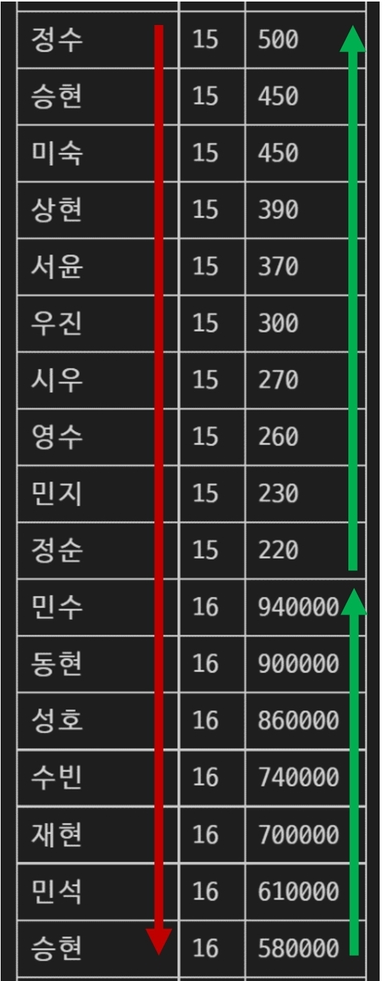 정수 15 500
승현 15 450
미숙 15 450
상현 15 390
서윤 15 370
우진 15 300
시우 15 270
영수 15 260
민지 15 230
정순 15 220
민수 16 940000
동현 16 900000
성호 16 860000
수빈 16 740000
재현 16 700000
민석 16 610000
승현 16 580000